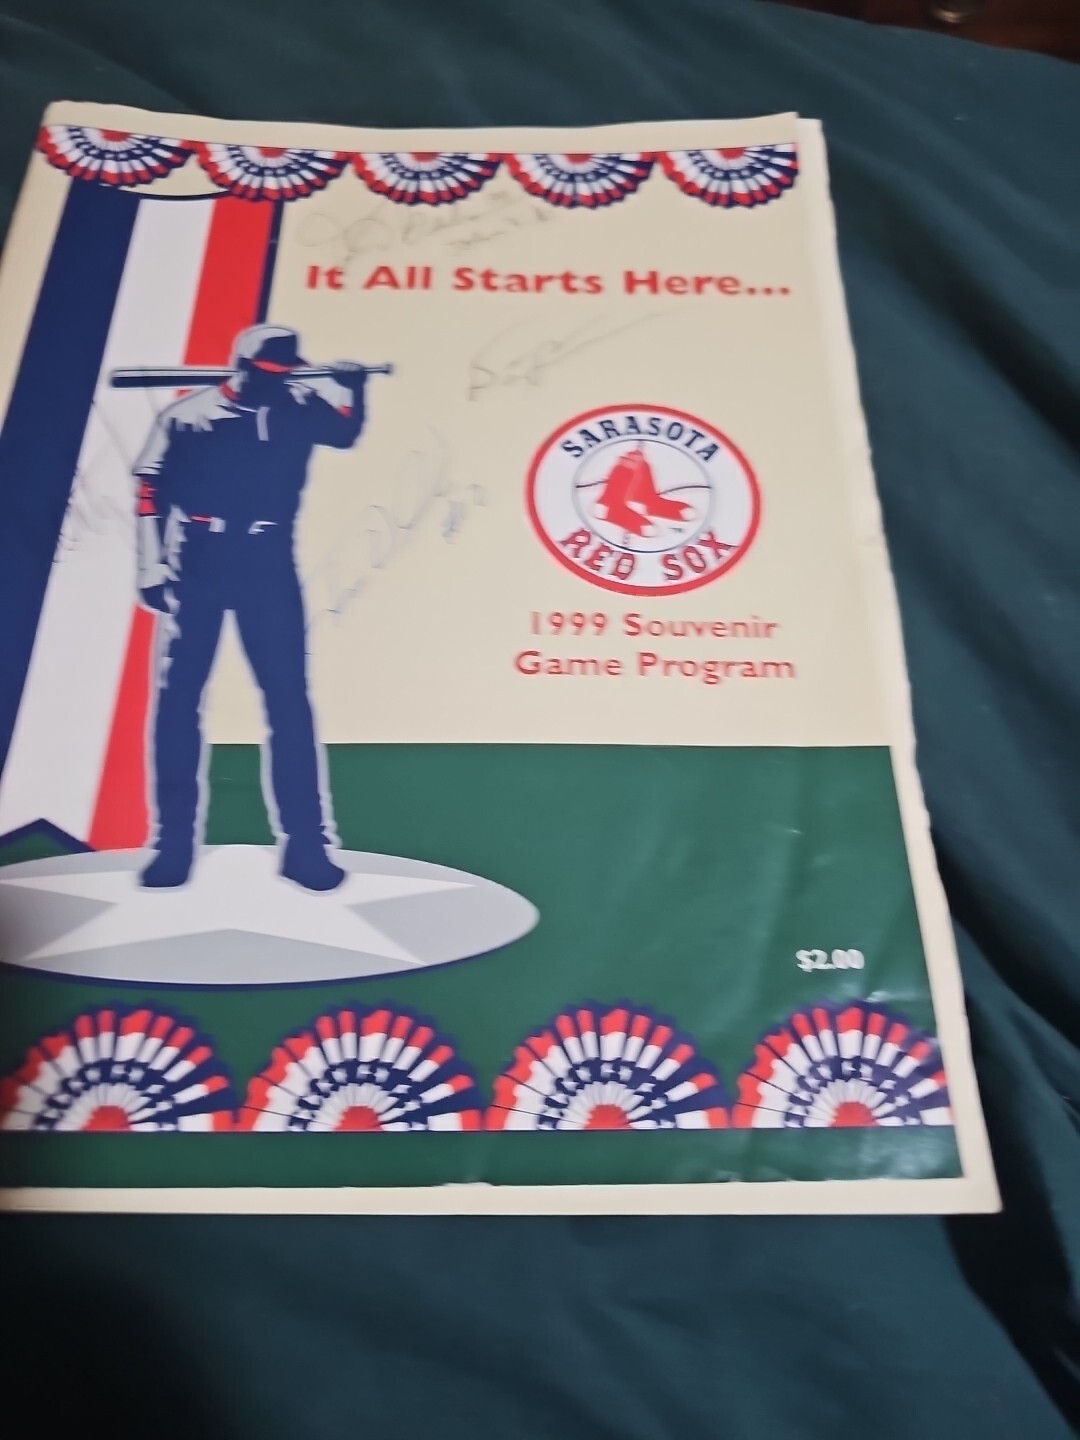 It All Starts Here...
SARASOTA
RED SOX
1999 Souvenir
Game Program
$2.00